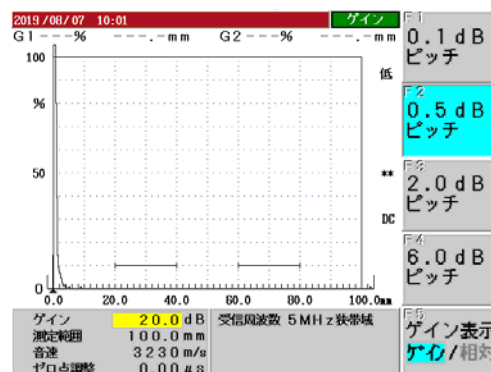 2019/08/07 10:01
ゲイン
G1---% ---.-mm G2---% ---.-mm
100
%
50
0
低
**
DC
0.0 20.0 40.0 60.0 80.0 100.0mm
ゲイン 20.0dB 受信周波数 5MHz狭帯域
測定範囲 100.0mm
音速 3230m/s
ゼロ点調整 0.00μs
F1
0.1dB
ピッチ
F2
0.5dB
ピッチ
F3
2.0dB
ピッチ
F4
6.0dB
ピッチ
F5
ゲイン表示
ゲイン/相対